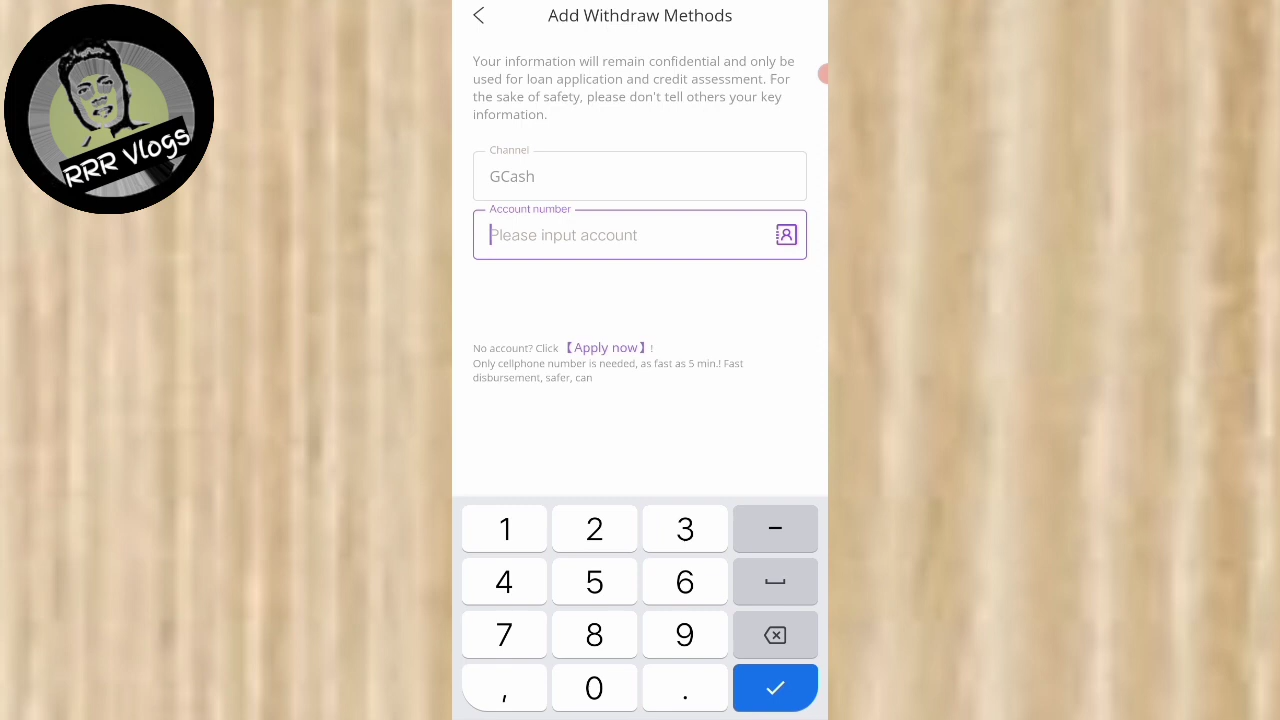 RRR Vlogs
Add Withdraw Methods
Your information will remain confidential and only be
used for loan application and credit assessment. For
the sake of safety, please don't tell others your key
information.
Channel
GCash
Account number
Please input account
No account? Click 【Apply now】 !
Only cellphone number is needed, as fast as 5 min.! Fast
disbursement, safer, can
1 2 3 -
4 5 6
7 8 9
, 0 .